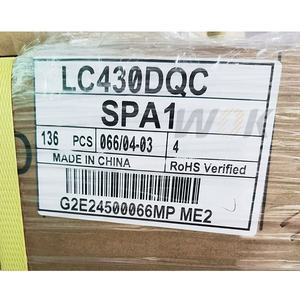 LC430DQC
SPA1
136 PCS 066/04-03 4
MADE IN CHINA RoHS Verified
G2E24500066MP ME2